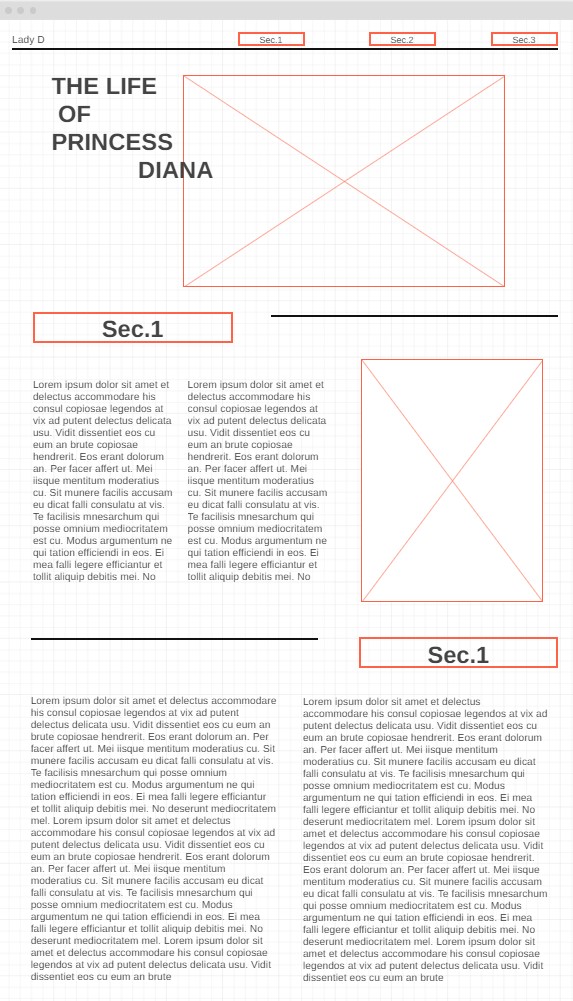 Lady D
Sec.1
Sec.2
Sec.3
THE LIFE
OF
PRINCESS
DIANA
Sec.1
Lorem ipsum dolor sit amet et
delectus accommodare his
consul copiosae legendos at
vix ad putent delectus delicata
usu. Vidit dissentiet eos cu
eum an brute copiosae
hendrerit. Eos erant dolorum
an. Per facer affert ut. Mei
iisque mentitum moderatius
cu. Sit munere facilis accusam
eu dicat falli consulatu at vis.
Te facilisis mnesarchum qui
posse omnium mediocritatem
est cu. Modus argumentum ne
qui tation efficiendi in eos. Ei
mea falli legere efficiantur et
tollit aliquip debitis mei. No
Lorem ipsum dolor sit amet et
delectus accommodare his
consul copiosae legendos at
vix ad putent delectus delicata
usu. Vidit dissentiet eos cu
eum an brute copiosae
hendrerit. Eos erant dolorum
an. Per facer affert ut. Mei
iisque mentitum moderatius
cu. Sit munere facilis accusam
eu dicat falli consulatu at vis.
Te facilisis mnesarchum qui
posse omnium mediocritatem
est cu. Modus argumentum ne
qui tation efficiendi in eos. Ei
mea falli legere efficiantur et
tollit aliquip debitis mei. No
Sec.1
Lorem ipsum dolor sit amet et delectus accommodare
his consul copiosae legendos at vix ad putent
delectus delicata usu. Vidit dissentiet eos cu eum an
brute copiosae hendrerit. Eos erant dolorum an. Per
facer affert ut. Mei iisque mentitum moderatius cu. Sit
munere facilis accusam eu dicat falli consulatu at vis.
Te facilisis mnesarchum qui posse omnium
mediocritatem est cu. Modus argumentum ne qui
tation efficiendi in eos. Ei mea falli legere efficiantur
et tollit aliquip debitis mei. No deserunt mediocritatem
mel. Lorem ipsum dolor sit amet et delectus
accommodare his consul copiosae legendos at vix ad
putent delectus delicata usu. Vidit dissentiet eos cu
eum an brute copiosae hendrerit. Eos erant dolorum
an. Per facer affert ut. Mei iisque mentitum
moderatius cu. Sit munere facilis accusam eu dicat
falli consulatu at vis. Te facilisis mnesarchum qui
posse omnium mediocritatem est cu. Modus
argumentum ne qui tation efficiendi in eos. Ei mea
falli legere efficiantur et tollit aliquip debitis mei. No
deserunt mediocritatem mel. Lorem ipsum dolor sit
amet et delectus accommodare his consul copiosae
legendos at vix ad putent delectus delicata usu. Vidit
dissentiet eos cu eum an brute
Lorem ipsum dolor sit amet et delectus
accommodare his consul copiosae legendos at vix ad
putent delectus delicata usu. Vidit dissentiet eos cu
eum an brute copiosae hendrerit. Eos erant dolorum
an. Per facer affert ut. Mei iisque mentitum
moderatius cu. Sit munere facilis accusam eu dicat
falli consulatu at vis. Te facilisis mnesarchum qui
posse omnium mediocritatem est cu. Modus
argumentum ne qui tation efficiendi in eos. Ei mea
falli legere efficiantur et tollit aliquip debitis mei. No
deserunt mediocritatem mel. Lorem ipsum dolor sit
amet et delectus accommodare his consul copiosae
legendos at vix ad putent delectus delicata usu. Vidit
dissentiet eos cu eum an brute copiosae hendrerit.
Eos erant dolorum an. Per facer affert ut. Mei iisque
mentitum moderatius cu. Sit munere facilis accusam
eu dicat falli consulatu at vis. Te facilisis mnesarchum
qui posse omnium mediocritatem est cu. Modus
argumentum ne qui tation efficiendi in eos. Ei mea
falli legere efficiantur et tollit aliquip debitis mei. No
deserunt mediocritatem mel. Lorem ipsum dolor sit
amet et delectus accommodare his consul copiosae
legendos at vix ad putent delectus delicata usu. Vidit
dissentiet eos cu eum an brute